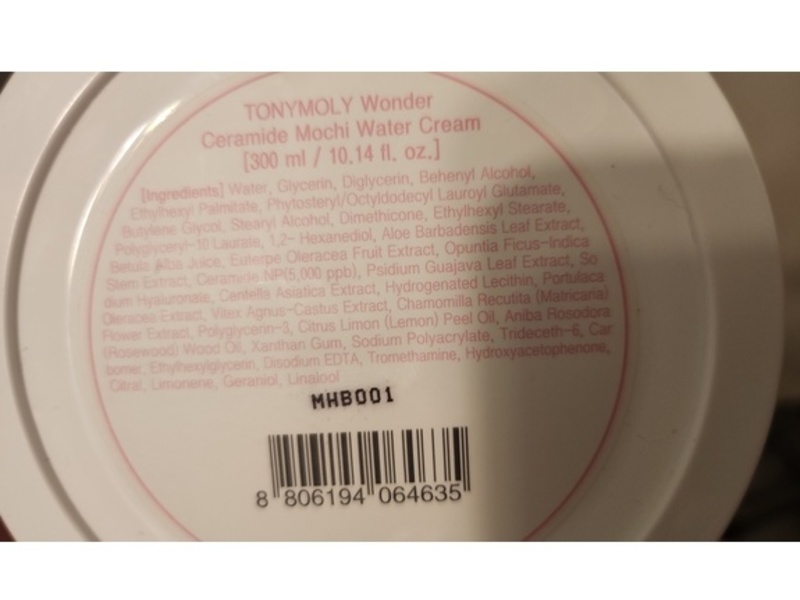 TONYMOLY Wonder
Ceramide Mochi Water Cream
[300 ml / 10.14 fl. oz.]
[Ingredients] Water, Glycerin, Diglycerin, Behenyl Alcohol,
Ethylhexyl Palmitate, Phytosteryl/Octyldodecyl Lauroyl Glutamate,
Butylene Glycol, Stearyl Alcohol, Dimethicone, Ethylhexyl Stearate,
Polyglyceryl-10 Laurate, 1,2- Hexanediol, Aloe Barbadensis Leaf Extract,
Betula Alba Juice, Euterpe Oleracea Fruit Extract, Opuntia Ficus-Indica
Stem Extract, Ceramide NP(5,000 ppb), Psidium Guajava Leaf Extract, So
dium Hyaluronate, Centella Asiatica Extract, Hydrogenated Lecithin, Portulaca
Oleracea Extract, Vitex Agnus-Castus Extract, Chamomilla Recutita (Matricaria)
Flower Extract, Polyglycerin-3, Citrus Limon (Lemon) Peel Oil, Aniba Rosodora
(Rosewood) Wood Oil, Xanthan Gum, Sodium Polyacrylate, Trideceth-6, Car
bomer, Ethylhexylglycerin, Disodium EDTA, Tromethamine, Hydroxyacetophenone,
Citral, Limonene, Geraniol, Linalool
MHB001
8 806194 064635